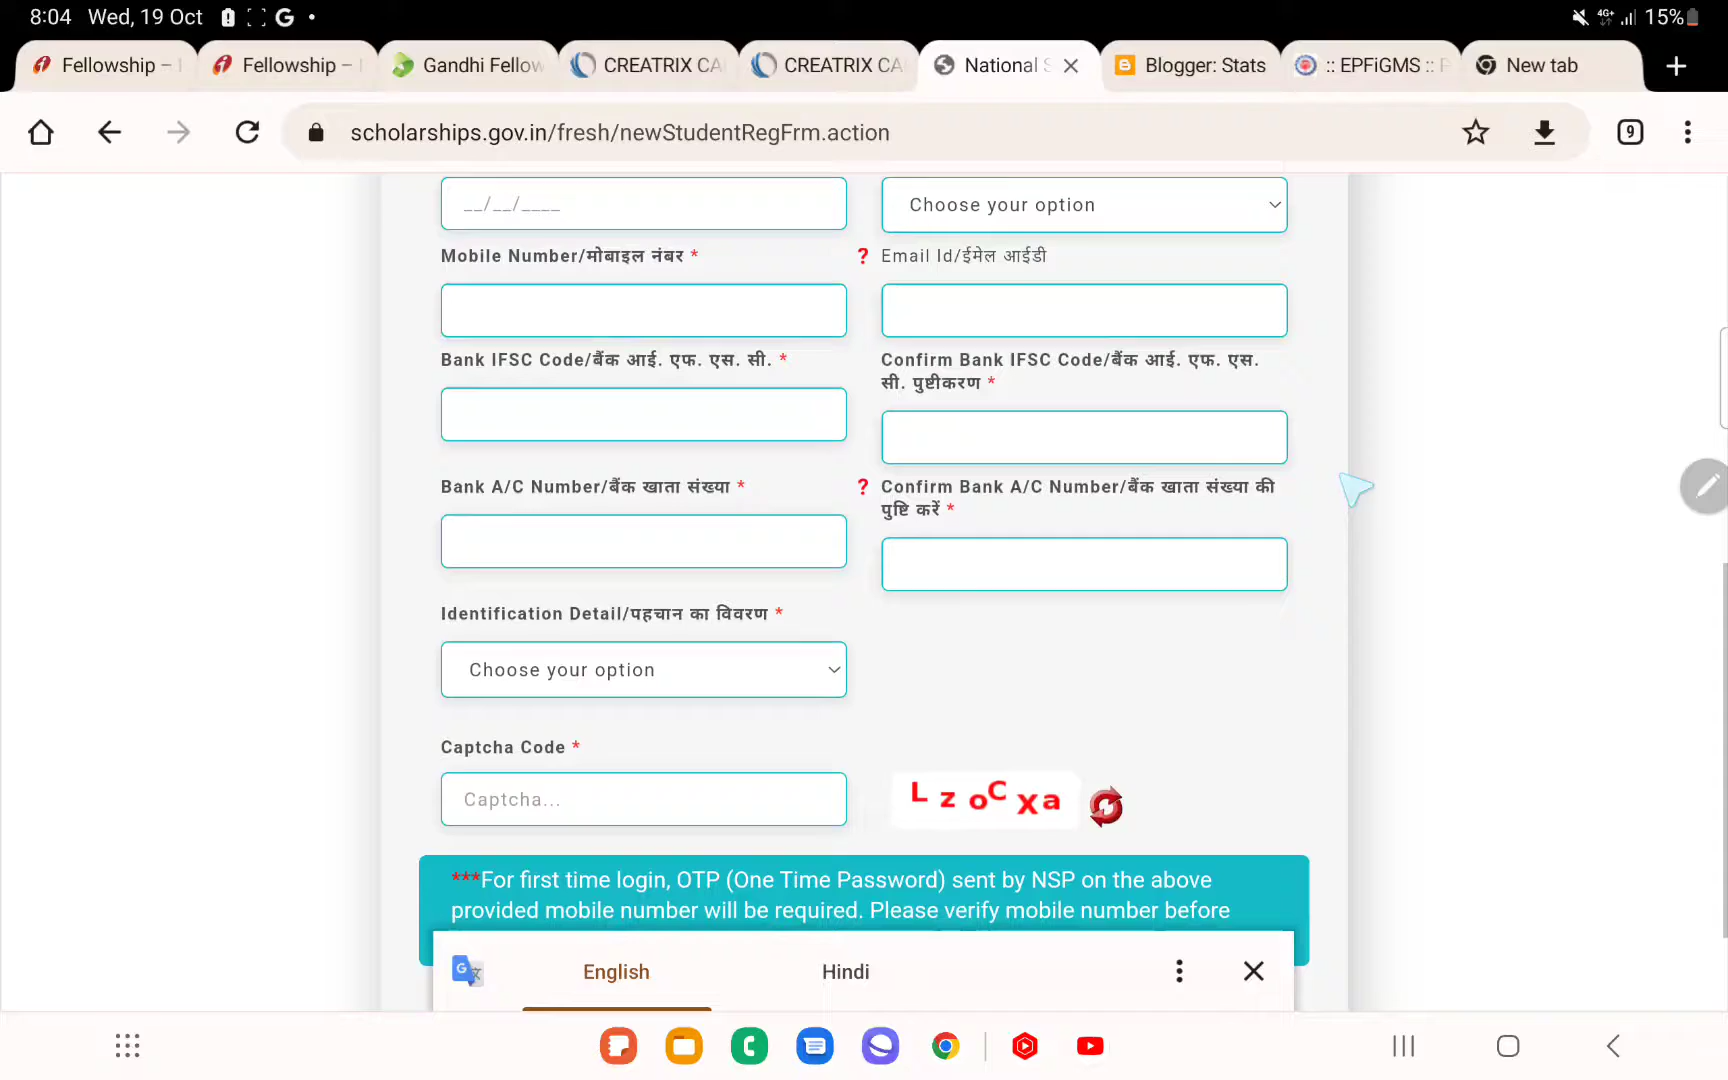 8:04 Wed, 19 Oct
4G+ 15%
Fellowship –
Fellowship –
Gandhi Fellow
CREATRIX CA
CREATRIX CA
National S
Blogger: Stats
:: EPFiGMS :: P
New tab
scholarships.gov.in/fresh/newStudentRegFrm.action
9
__/__/____
Choose your option
Mobile Number/मोबाइल नंबर *
? Email Id/ईमेल आईडी
Bank IFSC Code/बैंक आई. एफ. एस. सी. *
Confirm Bank IFSC Code/बैंक आई. एफ. एस.
सी. पुष्टीकरण *
Bank A/C Number/बैंक खाता संख्या *
? Confirm Bank A/C Number/बैंक खाता संख्या की
पुष्टि करें *
Identification Detail/पहचान का विवरण *
Choose your option
Captcha Code *
Captcha...
L z o C X a
***For first time login, OTP (One Time Password) sent by NSP on the above
provided mobile number will be required. Please verify mobile number before
English
Hindi